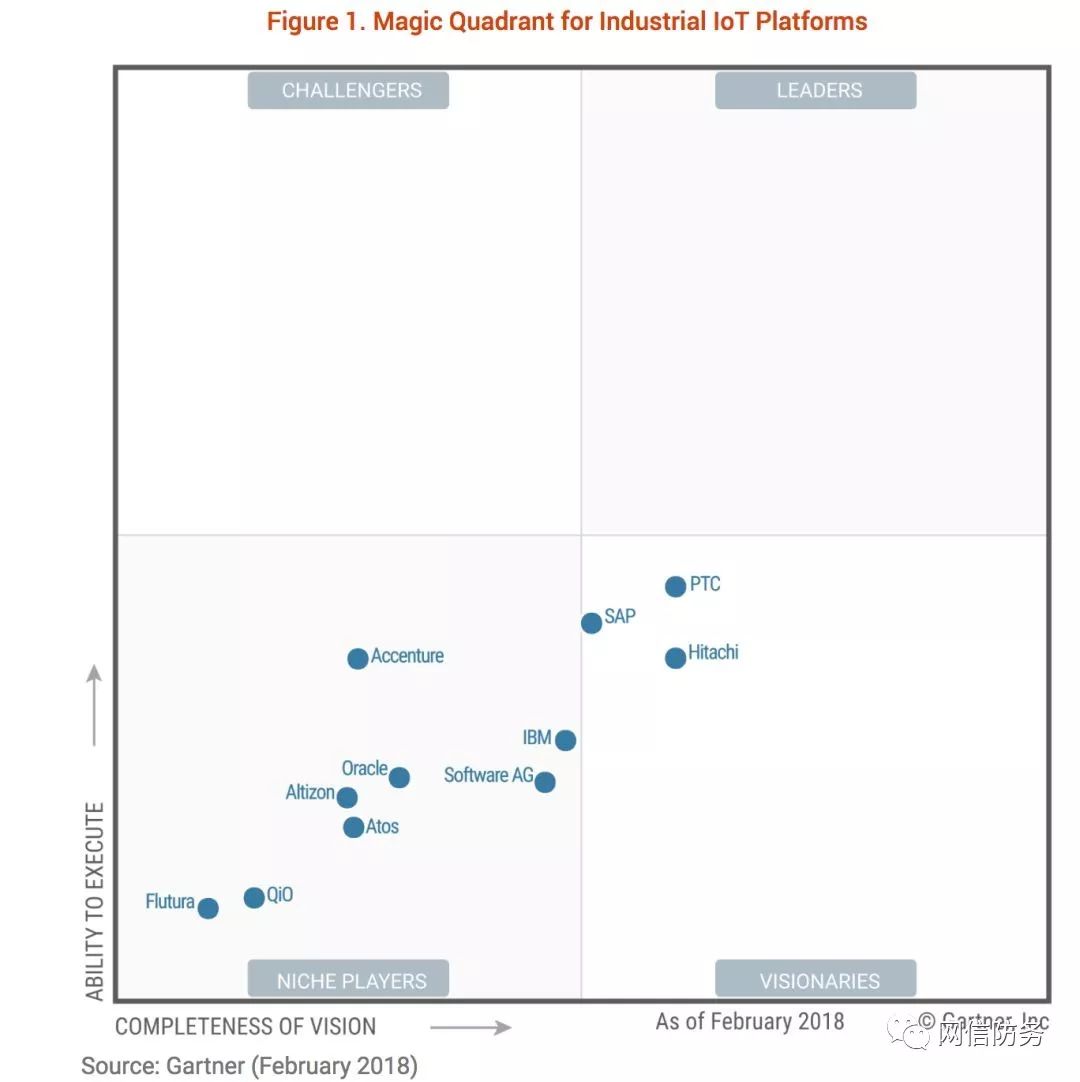 Figure 1. Magic Quadrant for Industrial IoT Platforms
CHALLENGERS
LEADERS
PTC
SAP
Hitachi
Accenture
IBM
Oracle
Software AG
Altizon
Atos
QiO
Flutura
ABILITY TO EXECUTE
NICHE PLAYERS
VISIONARIES
COMPLETENESS OF VISION
As of February 2018
© Gartner, Inc
网信防务
Source: Gartner (February 2018)